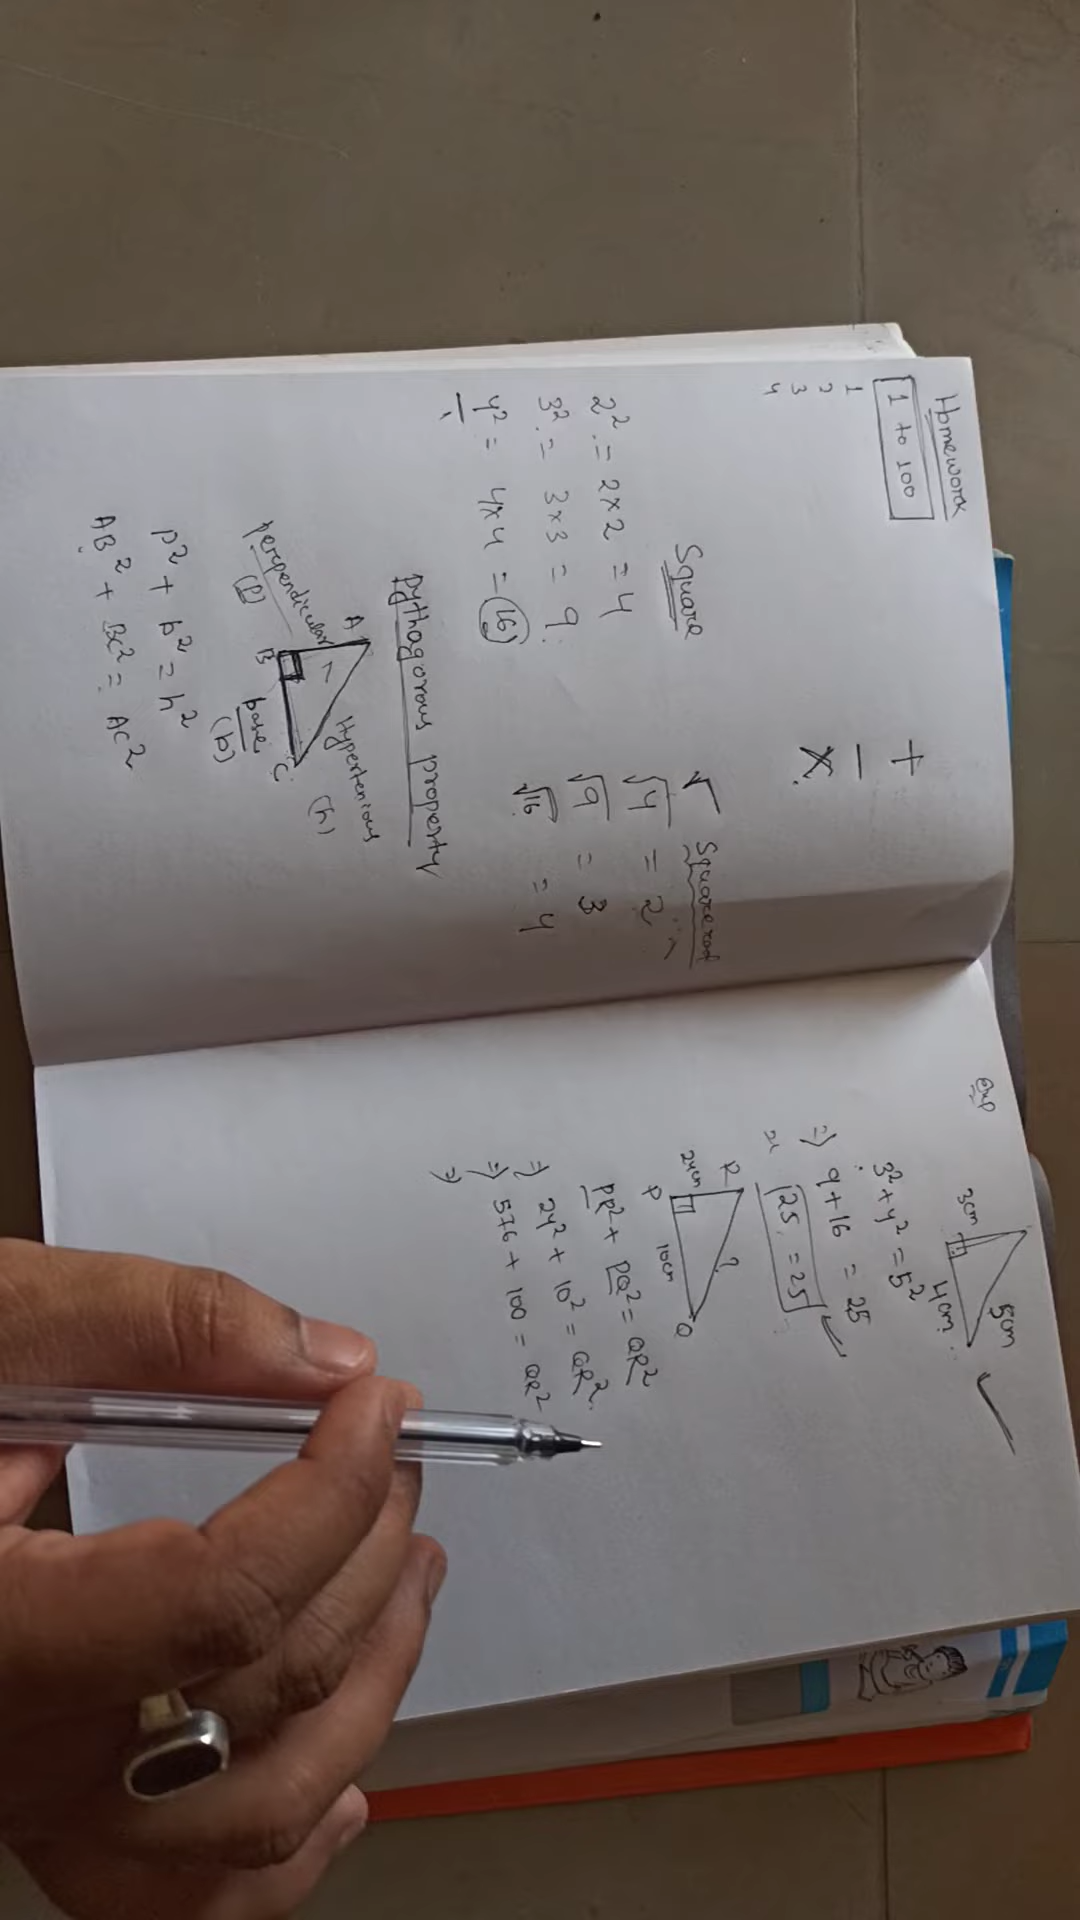 Homework
1 to 100
1
2
3
4
+
-
×
Square
2² = 2×2 = 4
3² = 3×3 = 9
4² = 4×4 = 16
√ Squareroot
√4 = 2
√9 = 3
√16 = 4
Pythagorous property
A
perpendicular
(P)
Hypertenious
(h)
B
base
(b)
C
p² + b² = h²
AB² + BC² = AC²
3cm
5cm
4cm
3² + 4² = 5²
=) 9 + 16 = 25
25 = 25
R
24cm
?
P
10cm
Q
PR² + PQ² = QR²
=) 24² + 10² = QR²
=) 576 + 100 = QR²